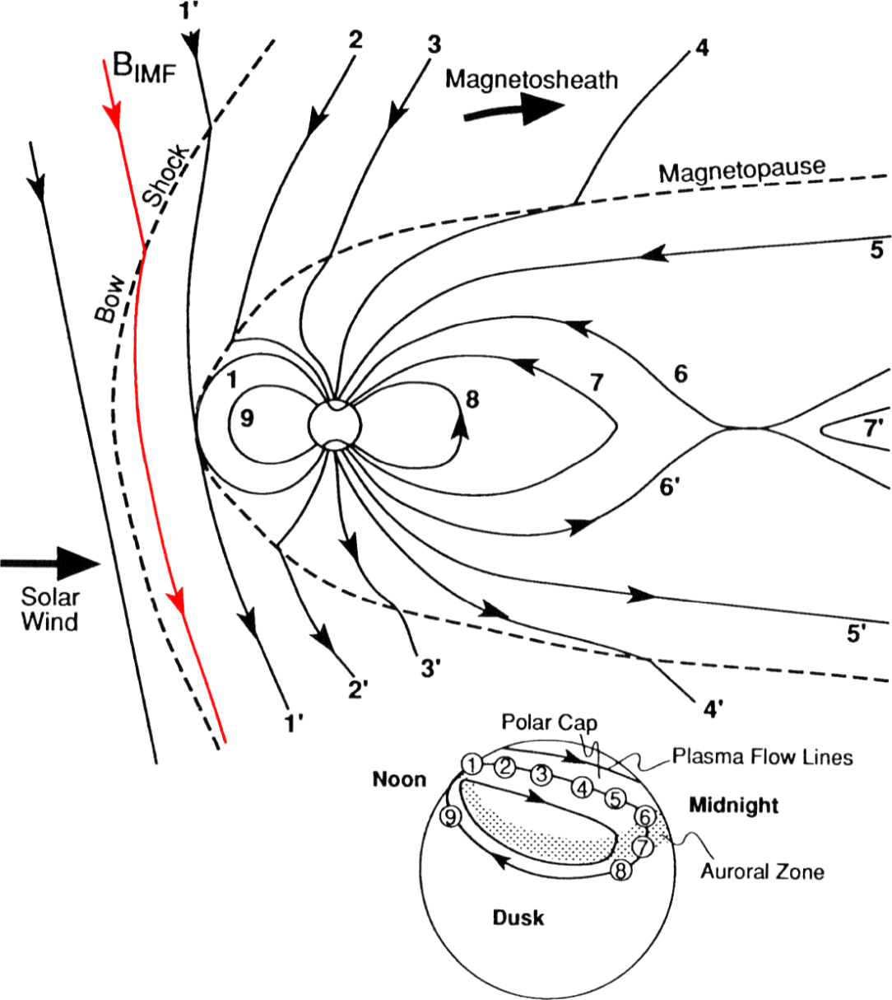 1'
2
3
4
B_IMF
Magnetosheath
Shock
Magnetopause
Bow
5
1
6
7
8
9
7'
6'
Solar
Wind
5'
3'
2'
1'
4'
Polar Cap
Plasma Flow Lines
Noon
1 2 3 4 5 6 7 8 9
Midnight
Auroral Zone
Dusk